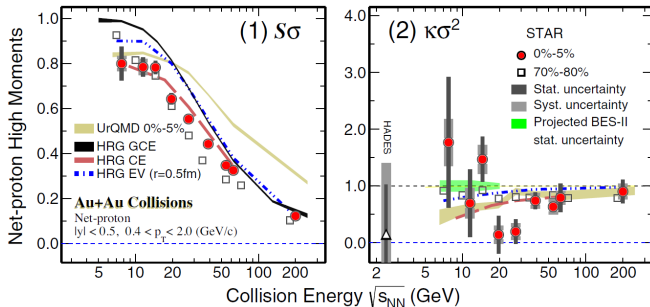 (1) Sσ
(2) κσ²
STAR
0%-5%
70%-80%
Stat. uncertainty
Syst. uncertainty
Projected BES-II
stat. uncertainty
UrQMD 0%-5%
HRG GCE
HRG CE
HRG EV (r=0.5fm)
Au+Au Collisions
Net-proton
|y| < 0.5, 0.4 < p_T < 2.0 (GeV/c)
HADES
Net-proton High Moments
1.0
0.8
0.6
0.4
0.2
0.0
4.0
3.0
2.0
1.0
0.0
5 10 20 50 100
2 5 10 20 50 100 200
Collision Energy √s_NN (GeV)